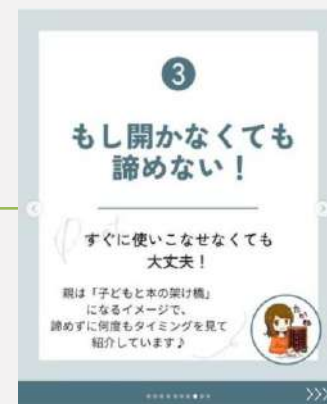 3
もし開かなくても
諦めない！
すぐに使いこなせなくても
大丈夫！
親は「子どもと本の架け橋」
になるイメージで、
諦めずに何度もタイミングを見て
紹介しています♪